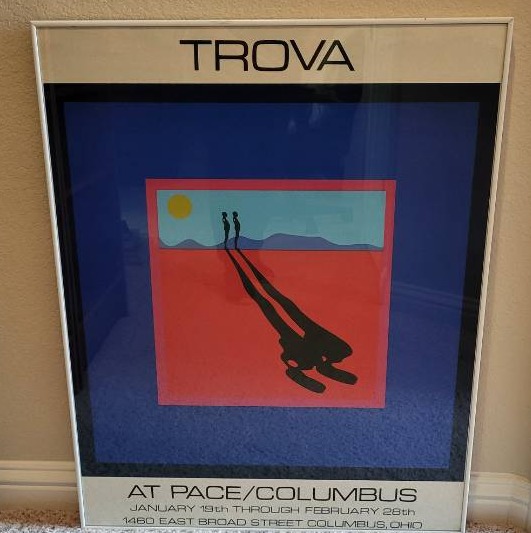 TROVA
AT PACE/COLUMBUS
JANUARY 19th THROUGH FEBRUARY 28th
1460 EAST BROAD STREET COLUMBUS, OHIO